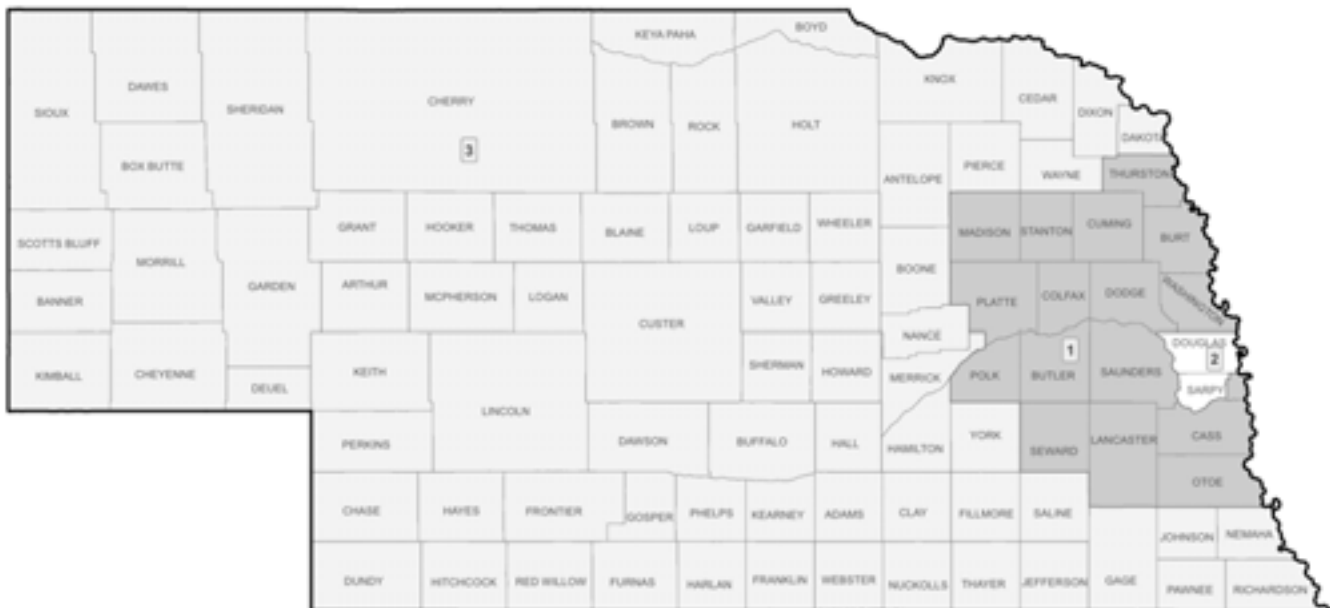 KEYA PAHA
BOYD
KNOX
CEDAR
DIXON
DAKOTA
SIOUX
DAWES
SHERIDAN
CHERRY
3
BROWN
ROCK
HOLT
BOX BUTTE
ANTELOPE
PIERCE
WAYNE
THURSTON
SCOTTS BLUFF
MORRILL
GARDEN
GRANT
HOOKER
THOMAS
BLAINE
LOUP
GARFIELD
WHEELER
BOONE
MADISON
STANTON
CUMING
BURT
BANNER
ARTHUR
MCPHERSON
LOGAN
CUSTER
VALLEY
GREELEY
NANCE
PLATTE
COLFAX
DODGE
WASHINGTON
KIMBALL
CHEYENNE
DEUEL
KEITH
LINCOLN
SHERMAN
HOWARD
MERRICK
POLK
BUTLER
1
SAUNDERS
DOUGLAS
2
SARPY
PERKINS
DAWSON
BUFFALO
HALL
HAMILTON
YORK
SEWARD
LANCASTER
CASS
OTOE
CHASE
HAYES
FRONTIER
GOSPER
PHELPS
KEARNEY
ADAMS
CLAY
FILLMORE
SALINE
JOHNSON
NEMAHA
DUNDY
HITCHCOCK
RED WILLOW
FURNAS
HARLAN
FRANKLIN
WEBSTER
NUCKOLLS
THAYER
JEFFERSON
GAGE
PAWNEE
RICHARDSON